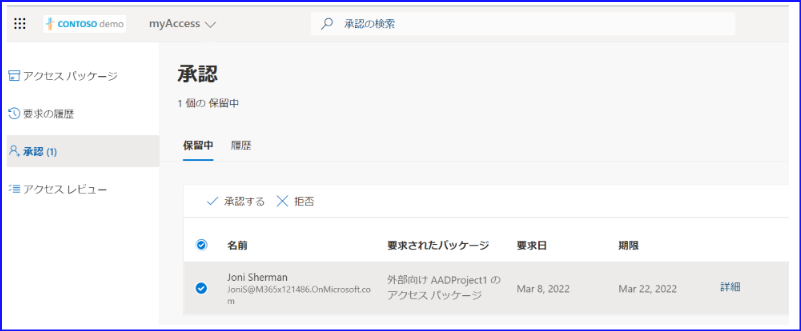 CONTOSO demo
myAccess
承認の検索
アクセス パッケージ
要求の履歴
承認 (1)
アクセス レビュー
承認
1 個の 保留中
保留中 履歴
承認する 拒否
名前 要求されたパッケージ 要求日 期限
Joni Sherman
JoniS@M365x121486.OnMicrosoft.co
m
外部向け AADProject1 の
アクセス パッケージ
Mar 8, 2022
Mar 22, 2022
詳細